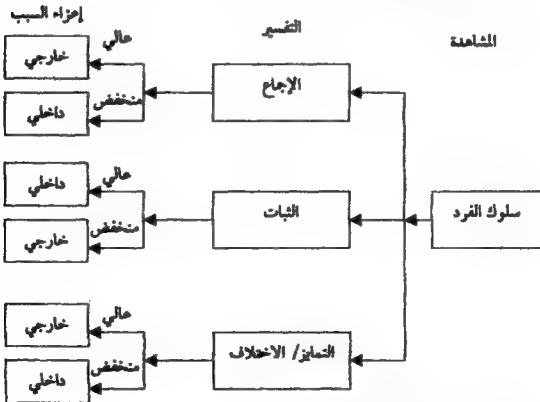 المشاهدة
التفسير
إعزاء السبب
سلوك الفرد
الإجماع
عالي
خارجي
منخفض
داخلي
الثبات
عالي
داخلي
منخفض
خارجي
التمايز/ الاختلاف
عالي
خارجي
منخفض
داخلي